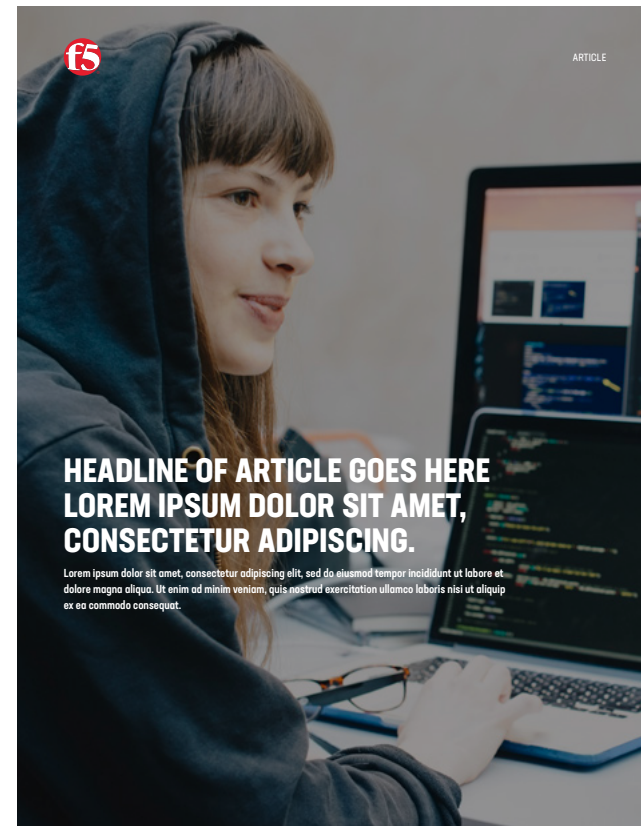 f5
ARTICLE
HEADLINE OF ARTICLE GOES HERE
LOREM IPSUM DOLOR SIT AMET,
CONSECTETUR ADIPISCING.
Lorem ipsum dolor sit amet, consectetur adipiscing elit, sed do eiusmod tempor incididunt ut labore et
dolore magna aliqua. Ut enim ad minim veniam, quis nostrud exercitation ullamco laboris nisi ut aliquip
ex ea commodo consequat.